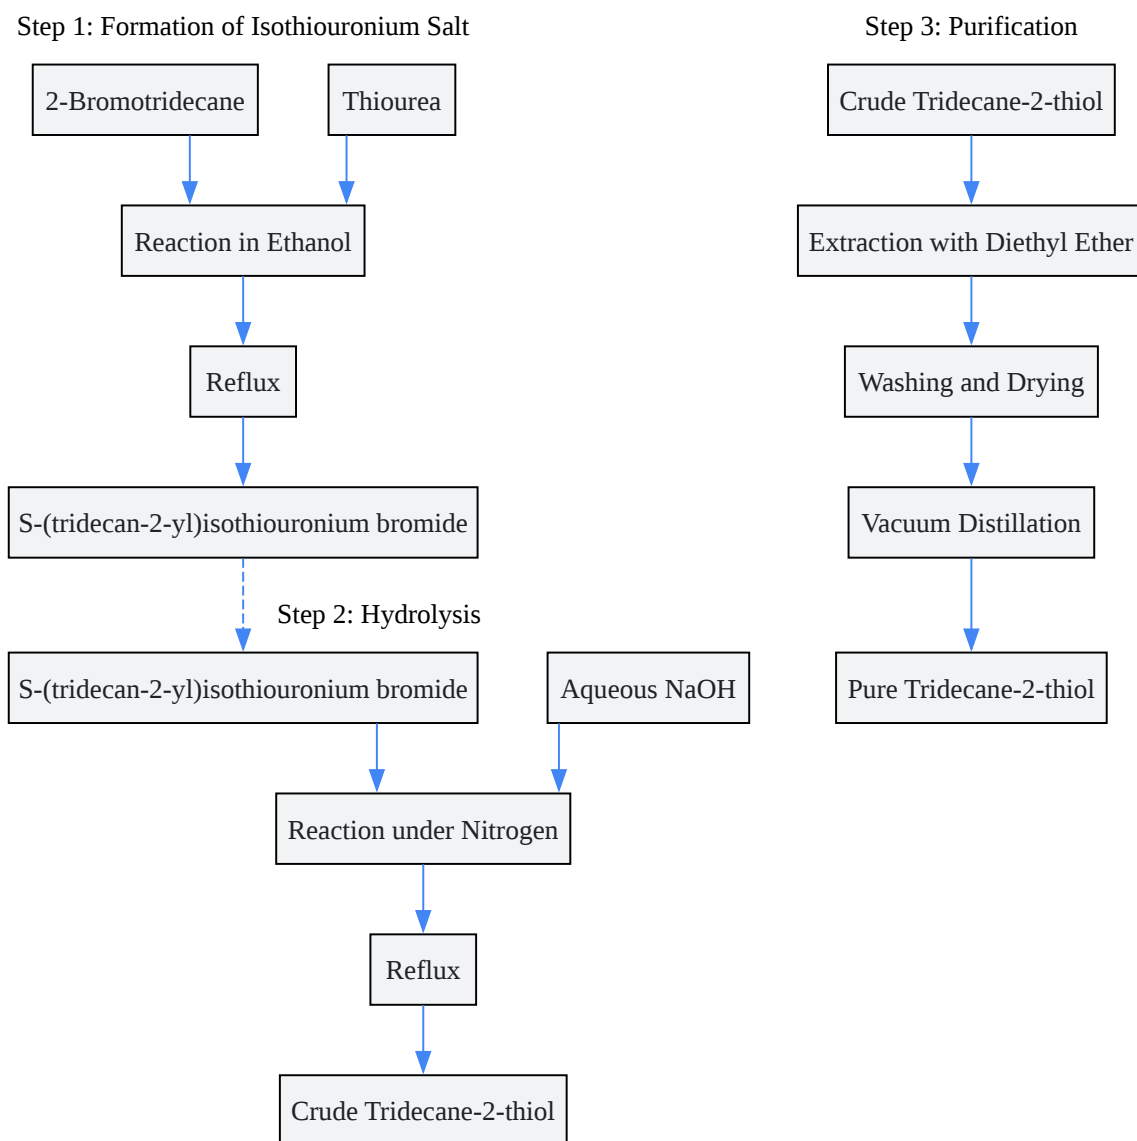 Step 1: Formation of Isothiouronium Salt
2-Bromotridecane
Thiourea
Reaction in Ethanol
Reflux
S-(tridecan-2-yl)isothiouronium bromide
Step 2: Hydrolysis
S-(tridecan-2-yl)isothiouronium bromide
Aqueous NaOH
Reaction under Nitrogen
Reflux
Crude Tridecane-2-thiol
Step 3: Purification
Crude Tridecane-2-thiol
Extraction with Diethyl Ether
Washing and Drying
Vacuum Distillation
Pure Tridecane-2-thiol